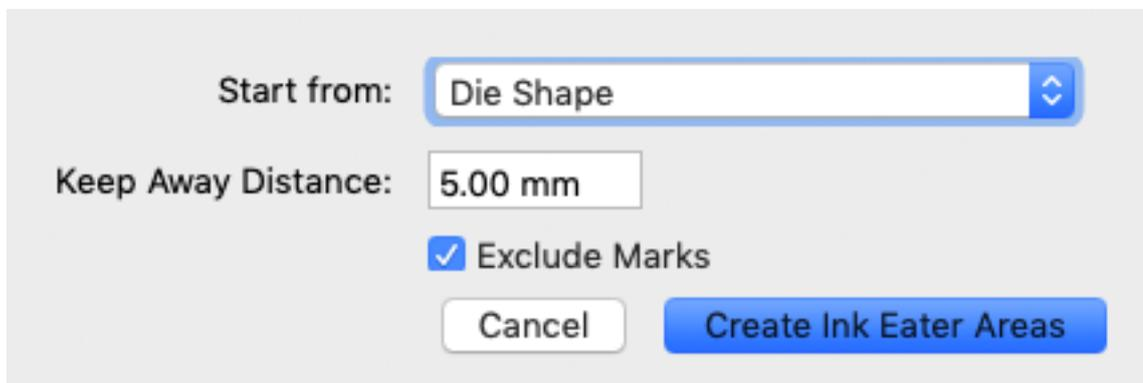 Start from: Die Shape
Keep Away Distance: 5.00 mm
Exclude Marks
Cancel Create Ink Eater Areas